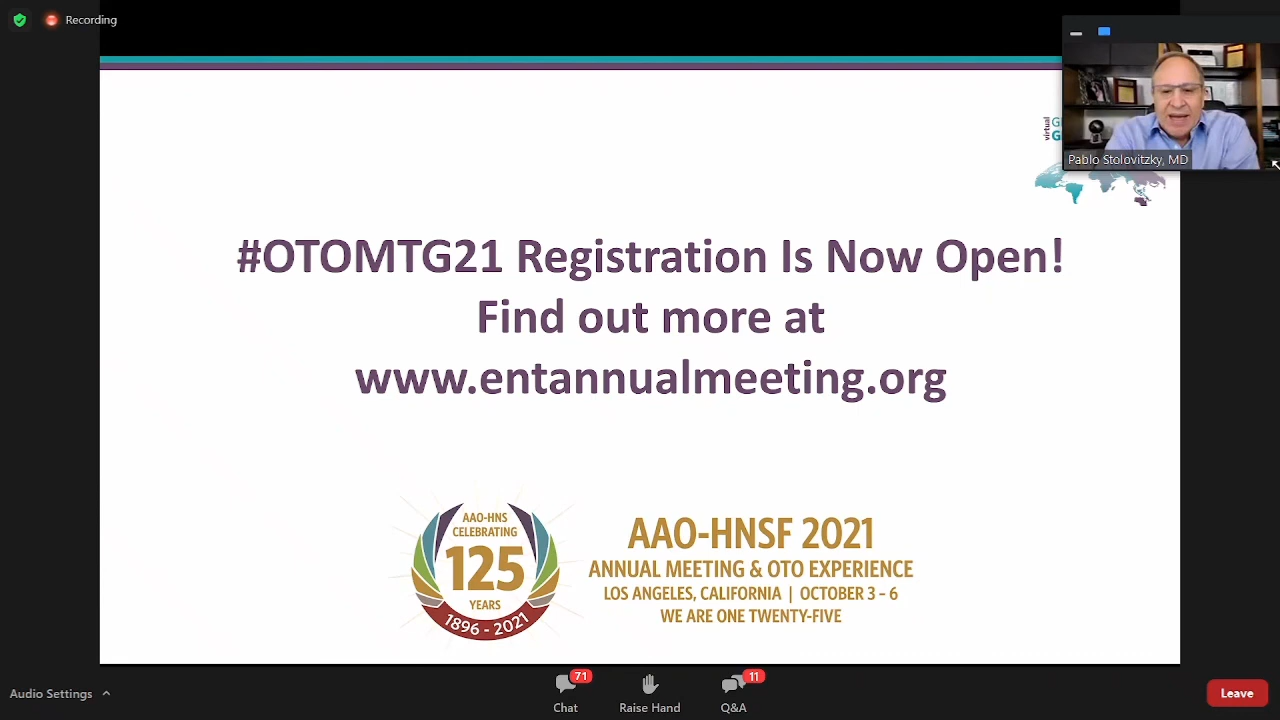 Recording
virtual
Pablo Stolovitzky, MD
#OTOMTG21 Registration Is Now Open!
Find out more at
www.entannualmeeting.org
AAO-HNS
CELEBRATING
125
YEARS
1896 - 2021
AAO-HNSF 2021
ANNUAL MEETING & OTO EXPERIENCE
LOS ANGELES, CALIFORNIA | OCTOBER 3 - 6
WE ARE ONE TWENTY-FIVE
Audio Settings
71
Chat
Raise Hand
11
Q&A
Leave